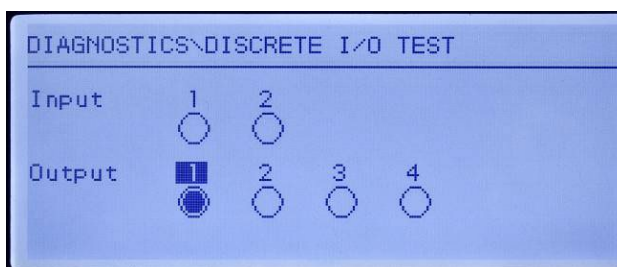 DIAGNOSTICS\DISCRETE I/O TEST
Input 1 2
Output 1 2 3 4